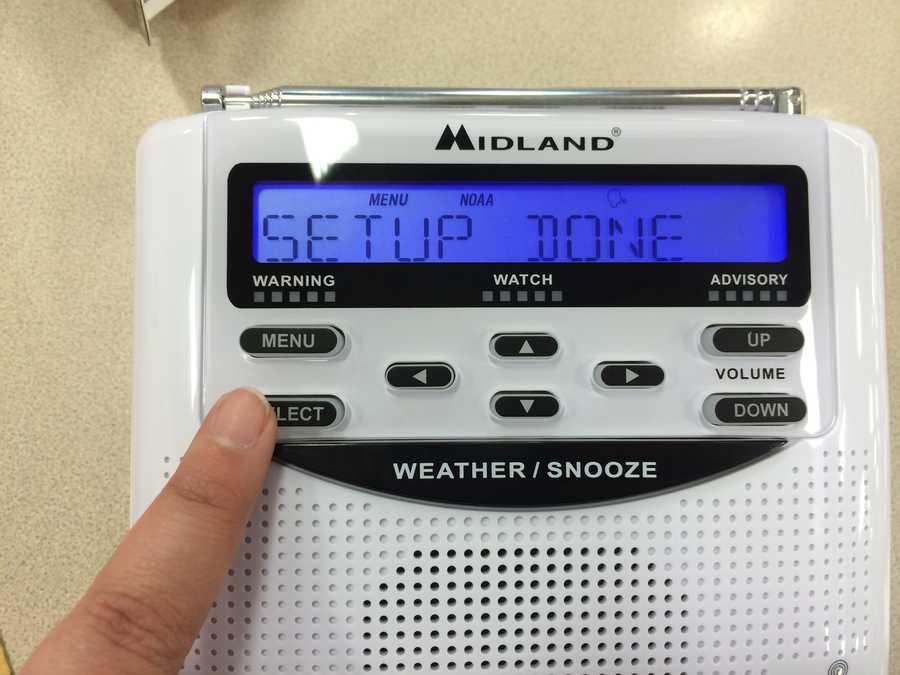 MIDLAND®
MENU NOAA
SETUP DONE
WARNING WATCH ADVISORY
MENU UP
VOLUME
LECT DOWN
WEATHER / SNOOZE